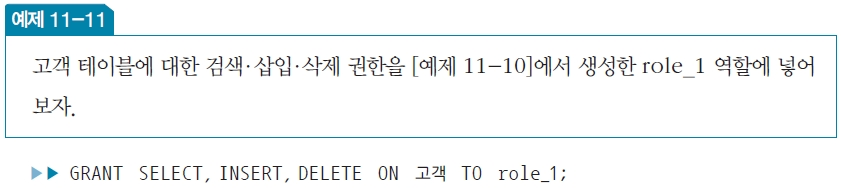 예제 11-11
고객 테이블에 대한 검색·삽입·삭제 권한을 [예제 11-10]에서 생성한 role_1 역할에 넣어
보자.
▶▶ GRANT SELECT, INSERT, DELETE ON 고객 TO role_1;